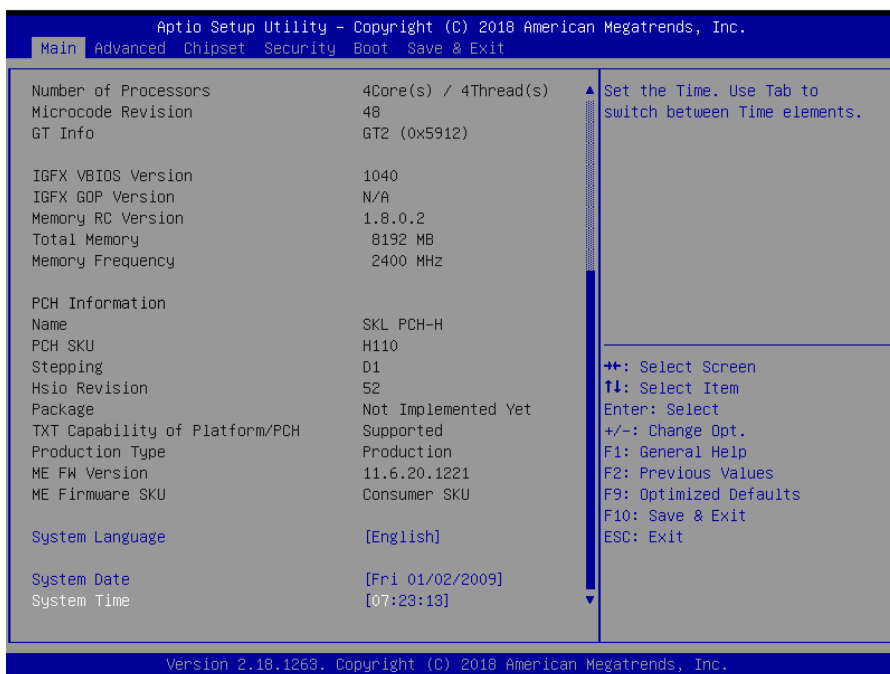 Aptio Setup Utility – Copyright (C) 2018 American Megatrends, Inc.
Main Advanced Chipset Security Boot Save & Exit
Number of Processors 4Core(s) / 4Thread(s)
Microcode Revision 48
GT Info GT2 (0x5912)
IGFX VBIOS Version 1040
IGFX GOP Version N/A
Memory RC Version 1.8.0.2
Total Memory 8192 MB
Memory Frequency 2400 MHz
PCH Information
Name SKL PCH-H
PCH SKU H110
Stepping D1
Hsio Revision 52
Package Not Implemented Yet
TXT Capability of Platform/PCH Supported
Production Type Production
ME FW Version 11.6.20.1221
ME Firmware SKU Consumer SKU
System Language [English]
System Date [Fri 01/02/2009]
System Time [07:23:13]
Set the Time. Use Tab to
switch between Time elements.
→←: Select Screen
↑↓: Select Item
Enter: Select
+/-: Change Opt.
F1: General Help
F2: Previous Values
F9: Optimized Defaults
F10: Save & Exit
ESC: Exit
Version 2.18.1263. Copyright (C) 2018 American Megatrends, Inc.